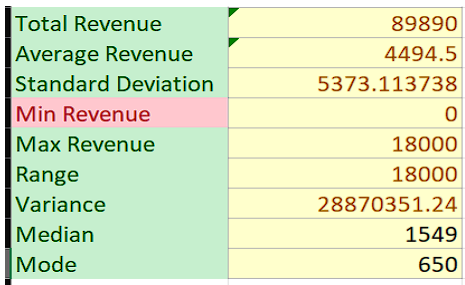 Total Revenue 89890
Average Revenue 4494.5
Standard Deviation 5373.113738
Min Revenue 0
Max Revenue 18000
Range 18000
Variance 28870351.24
Median 1549
Mode 650